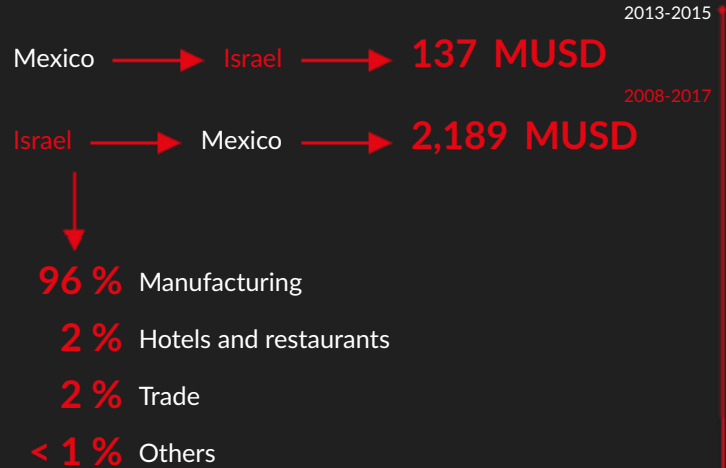 2013-2015
Mexico Israel 137 MUSD
2008-2017
Israel Mexico 2,189 MUSD
96 % Manufacturing
2 % Hotels and restaurants
2 % Trade
< 1 % Others